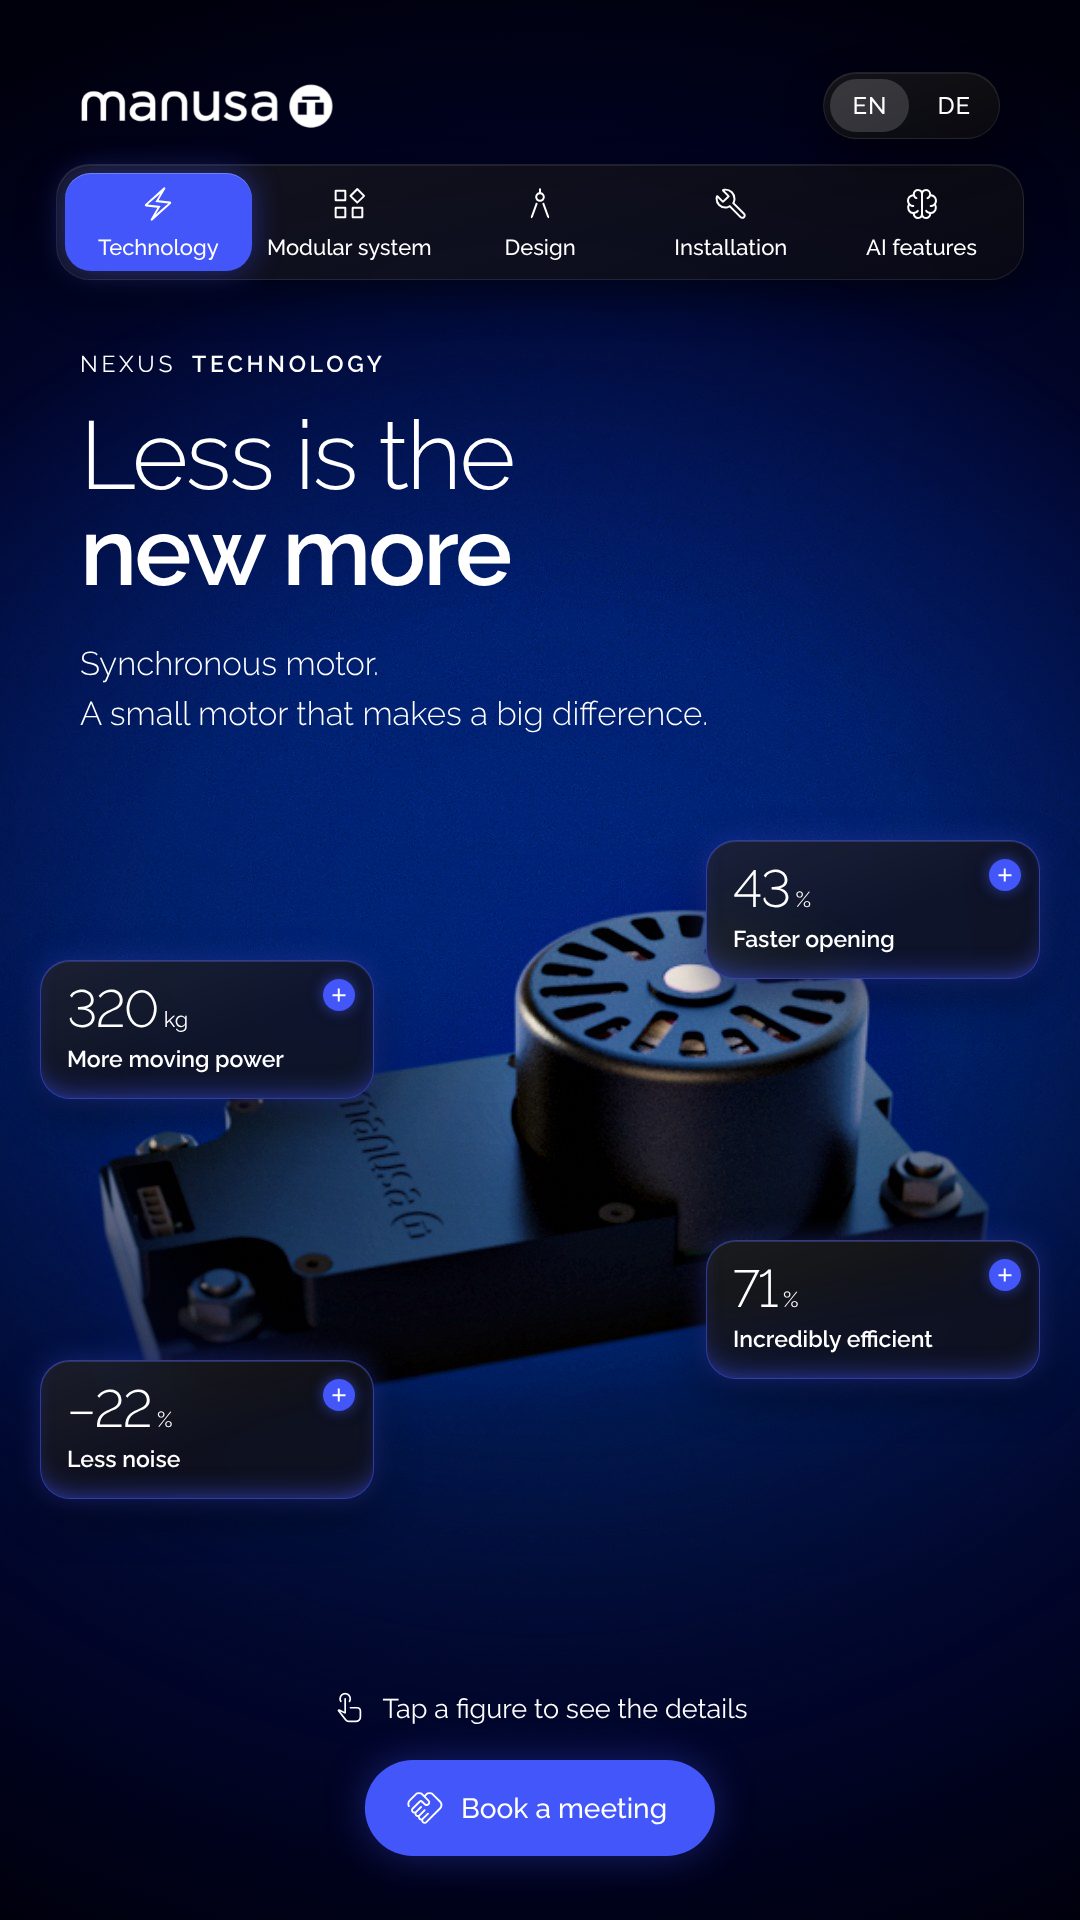 manusa
EN DE
Technology Modular system Design Installation AI features
NEXUS TECHNOLOGY
Less is the
new more
Synchronous motor.
A small motor that makes a big difference.
43 %
Faster opening
320 kg
More moving power
manusa
71 %
Incredibly efficient
–22 %
Less noise
Tap a figure to see the details
Book a meeting